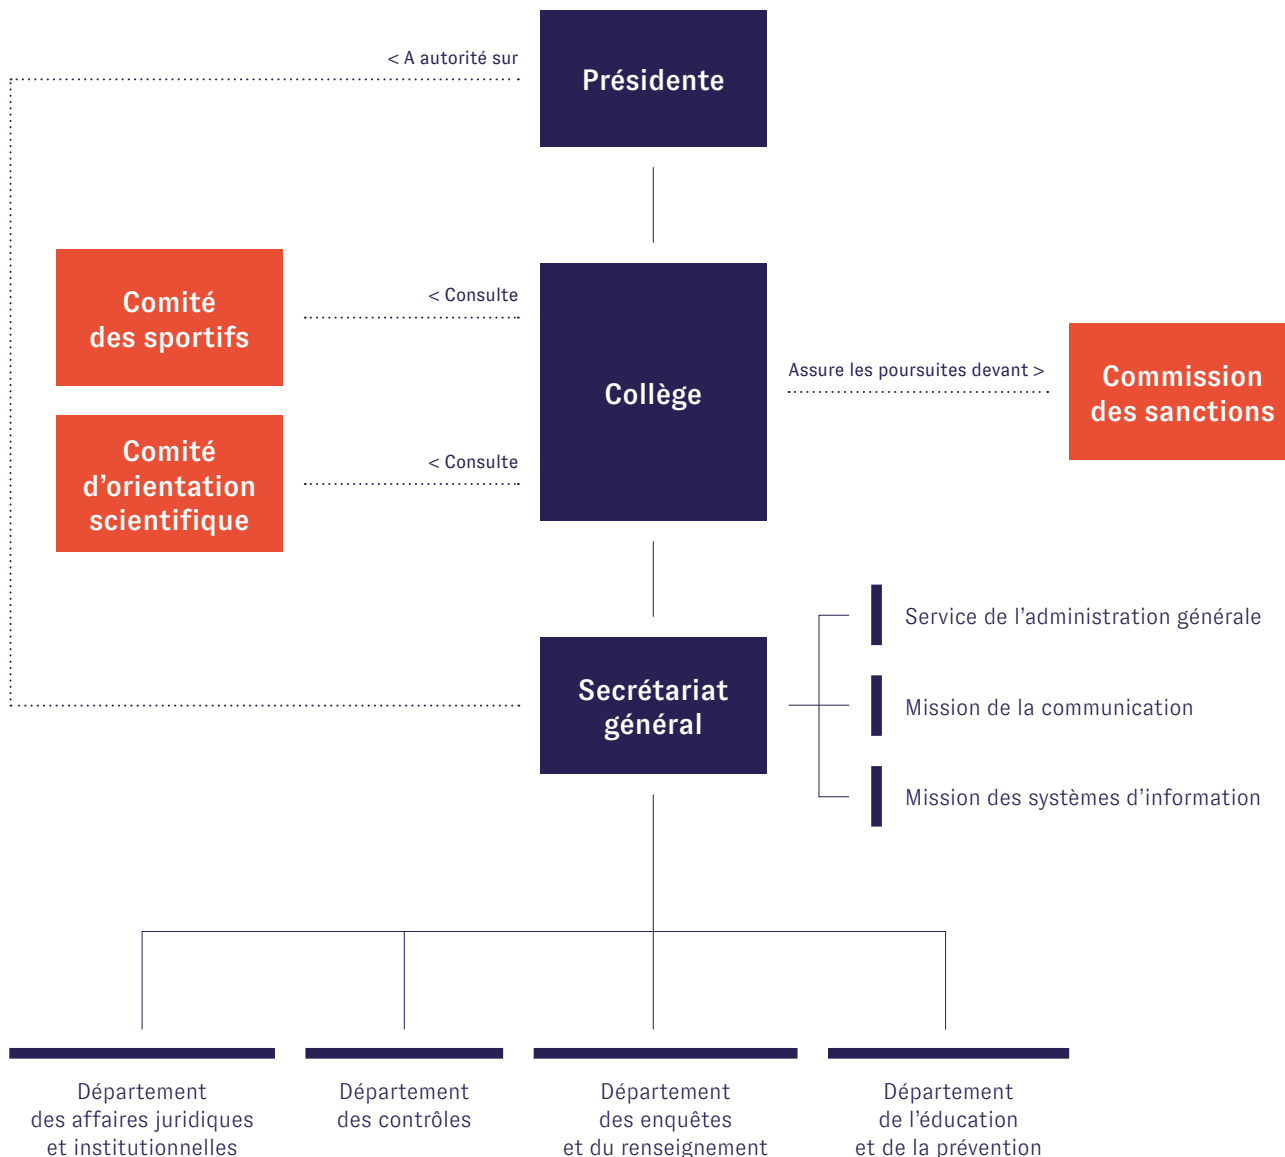 < A autorité sur
Présidente
Comité
des sportifs
< Consulte
Collège
Assure les poursuites devant >
Commission
des sanctions
Comité
d’orientation
scientifique
< Consulte
Secrétariat
général
Service de l’administration générale
Mission de la communication
Mission des systèmes d’information
Département
des affaires juridiques
et institutionnelles
Département
des contrôles
Département
des enquêtes
et du renseignement
Département
de l’éducation
et de la prévention